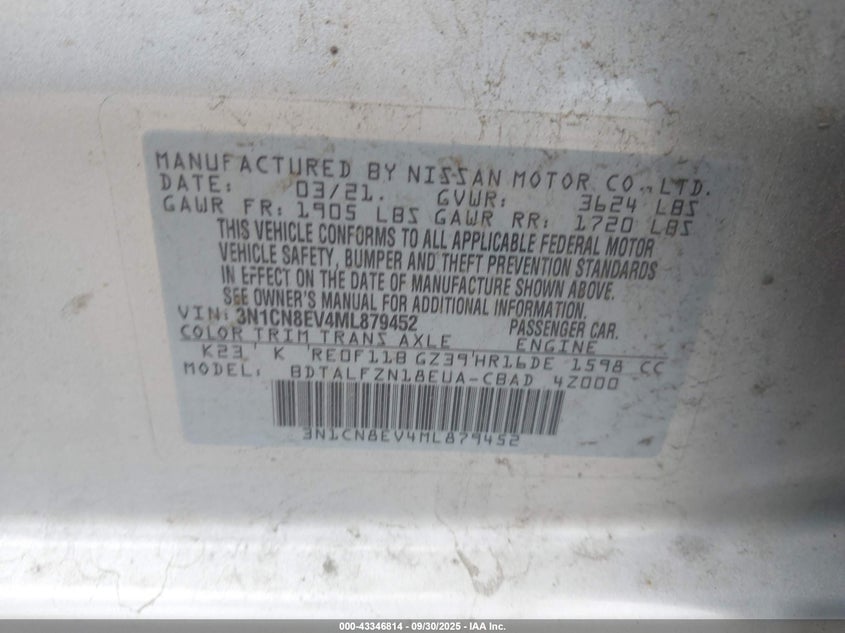 MANUFACTURED BY NISSAN MOTOR CO., LTD.
DATE: 03/21. GVWR: 3624 LBS
GAWR FR: 1905 LBS GAWR RR: 1720 LBS
THIS VEHICLE CONFORMS TO ALL APPLICABLE FEDERAL MOTOR
VEHICLE SAFETY, BUMPER AND THEFT PREVENTION STANDARDS
IN EFFECT ON THE DATE OF MANUFACTURE SHOWN ABOVE.
SEE OWNER'S MANUAL FOR ADDITIONAL INFORMATION.
VIN: 3N1CN8EV4ML879452 PASSENGER CAR.
COLOR TRIM TRANS AXLE ENGINE
K23' K 'RE0F11B GZ39'HR16DE 1598 CC
MODEL: BDTALFZN18EUA-CBAD 4Z000
3N1CN8EV4ML879452
000-43346814 - 09/30/2025 - IAA Inc.